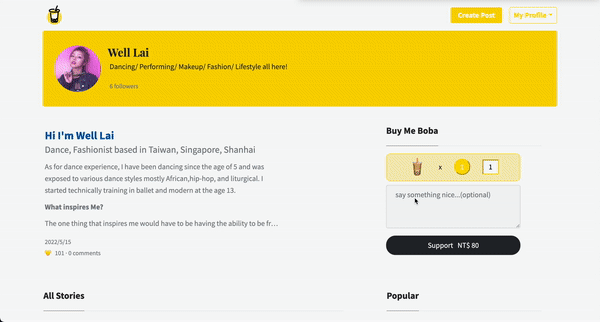 Create Post
My Profile
Well Lai
Dancing/ Performing/ Makeup/ Fashion/ Lifestyle all here!
6 followers
Hi I'm Well Lai
Dance, Fashionist based in Taiwan, Singapore, Shanhai
As for dance experience, I have been dancing since the age of 5 and was
exposed to various dance styles mostly African,hip-hop, and liturgical. I
started technically training in ballet and modern at the age 13.
What inspires Me?
The one thing that inspires me would have to be having the ability to be fr…
2022/5/15
101 · 0 comments
Buy Me Boba
x
1
1
say something nice...(optional)
Support NT$ 80
All Stories
Popular